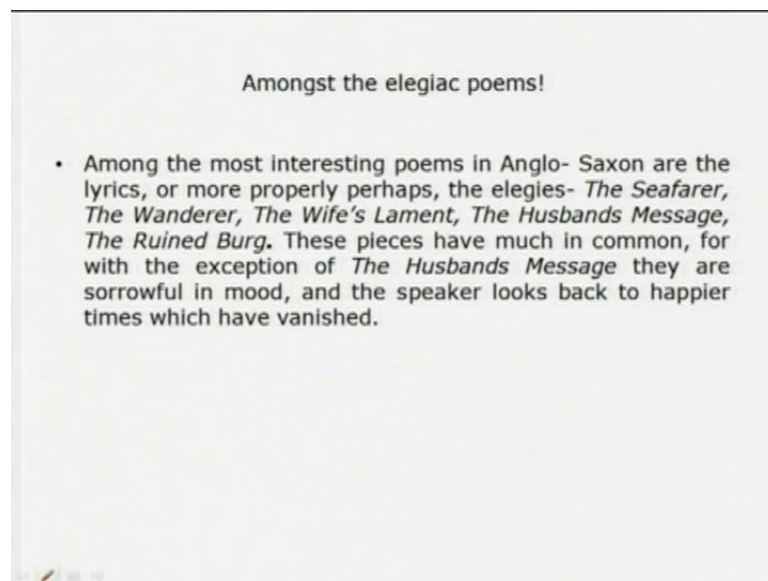 Amongst the elegiac poems!
• Among the most interesting poems in Anglo- Saxon are the
lyrics, or more properly perhaps, the elegies- The Seafarer,
The Wanderer, The Wife's Lament, The Husbands Message,
The Ruined Burg. These pieces have much in common, for
with the exception of The Husbands Message they are
sorrowful in mood, and the speaker looks back to happier
times which have vanished.